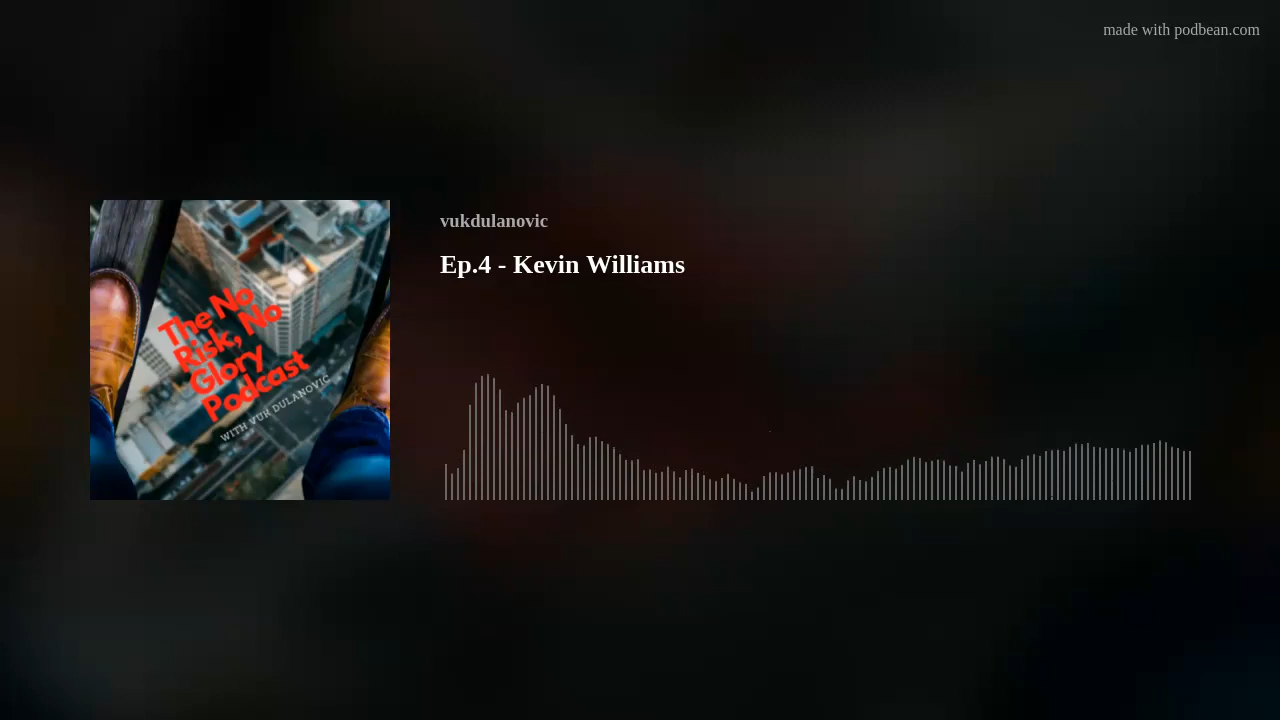 made with podbean.com
vukdulanovic
Ep.4 - Kevin Williams
The No
Risk, No
Glory
Podcast
WITH VUK DULANOVIC